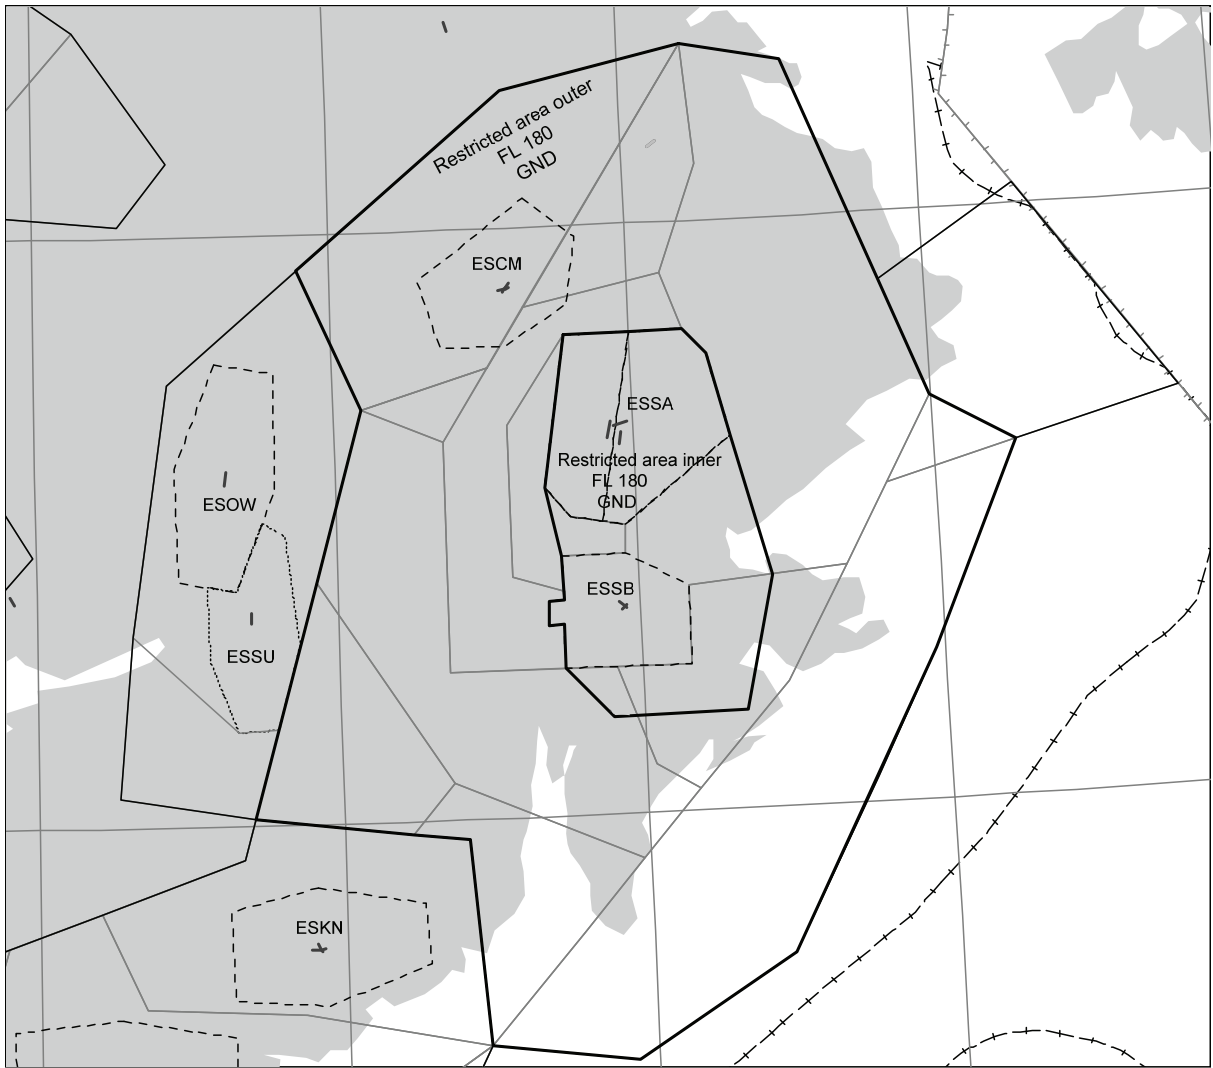 Restricted area outer
FL 180
GND
ESCM
ESSA
Restricted area inner
FL 180
GND
ESOW
ESSB
ESSU
ESKN